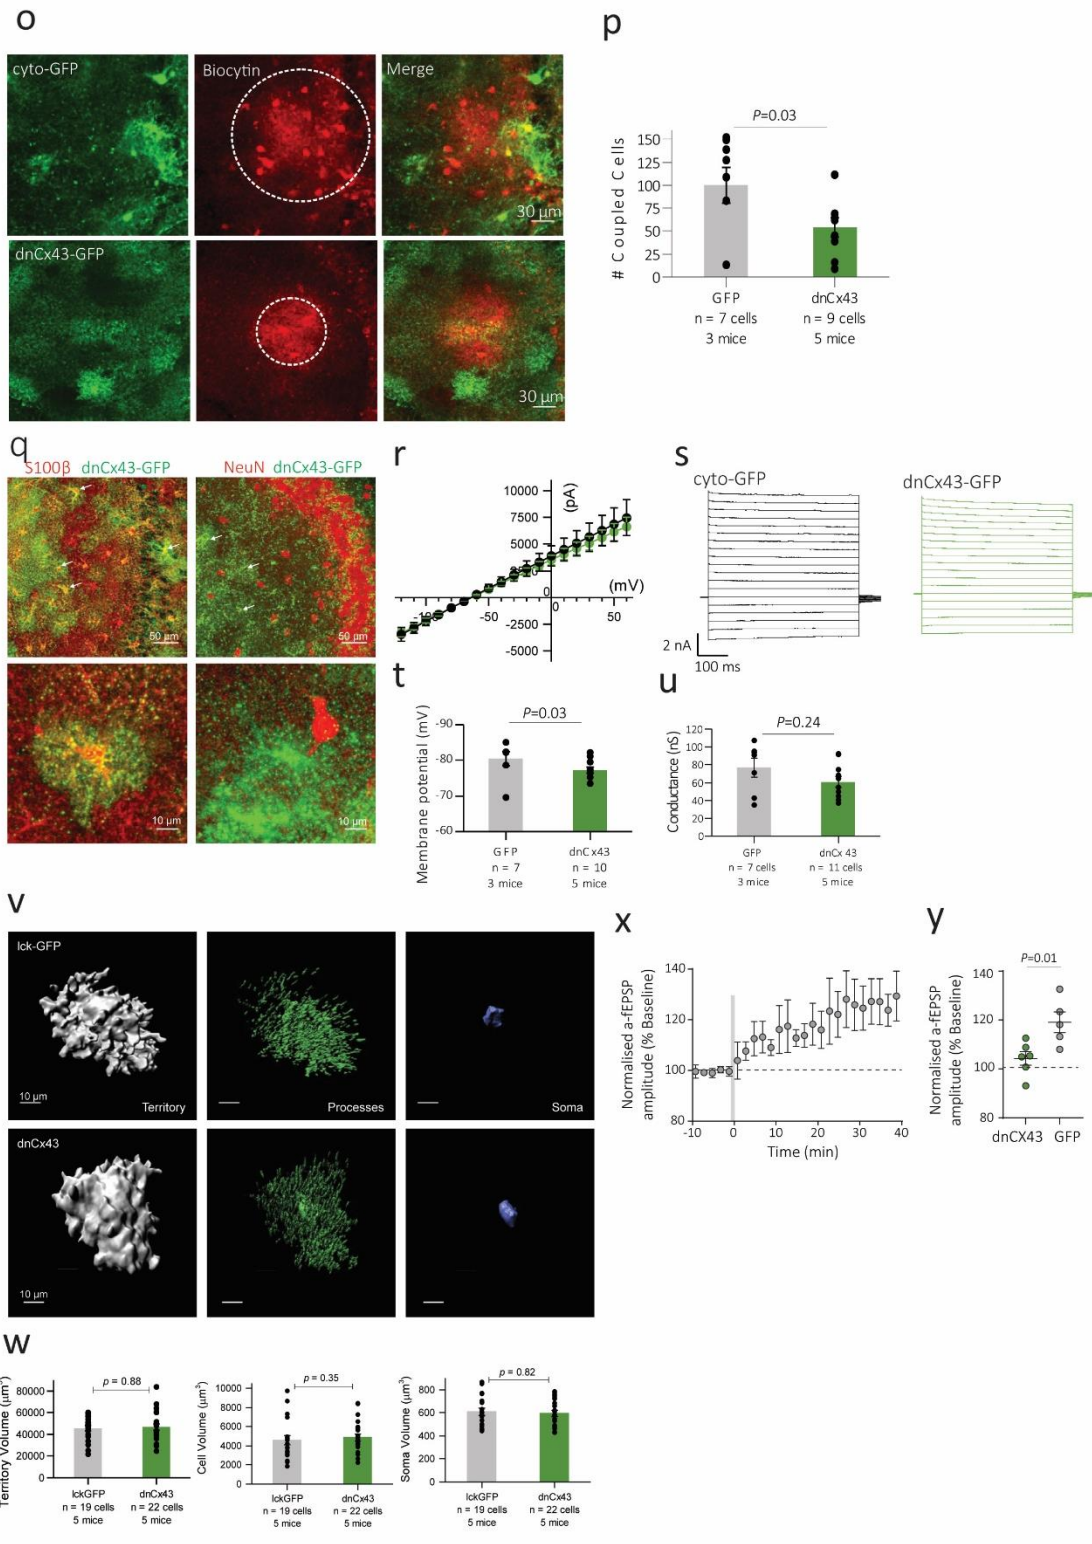 o
cyto-GFP
Biocytin
Merge
30 µm
dnCx43-GFP
30 µm
p
P=0.03
# Coupled Cells
150
125
100
75
50
25
0
GFP
n = 7 cells
3 mice
dnCx43
n = 9 cells
5 mice
q
S100β dnCx43-GFP
NeuN dnCx43-GFP
50 µm
50 µm
10 µm
10 µm
r
10000
(pA)
7500
5000
0
(mV)
-50
0
50
-2500
-5000
s
cyto-GFP
dnCx43-GFP
2 nA
100 ms
t
P=0.03
Membrane potential (mV)
-90
-80
-70
-60
GFP
n = 7
3 mice
dnCx43
n = 10
5 mice
u
P=0.24
Conductance (nS)
120
100
80
60
40
20
0
GFP
n = 7 cells
3 mice
dnCx 43
n = 11 cells
5 mice
v
lck-GFP
10 µm
Territory
Processes
Soma
dnCx43
10 µm
w
p = 0.88
Territory Volume (µm³)
80000
60000
40000
20000
0
lckGFP
n = 19 cells
5 mice
dnCx43
n = 22 cells
5 mice
p = 0.35
Cell Volume (µm³)
10000
8000
6000
4000
2000
0
lckGFP
n = 19 cells
5 mice
dnCx43
n = 22 cells
5 mice
p = 0.82
Soma Volume (µm³)
800
600
400
200
0
lckGFP
n = 19 cells
5 mice
dnCx43
n = 22 cells
5 mice
x
Normalised a-fEPSP
amplitude (% Baseline)
140
120
100
80
-10 0 10 20 30 40
Time (min)
y
P=0.01
Normalised a-fEPSP
amplitude (% Baseline)
140
120
100
80
dnCX43 GFP